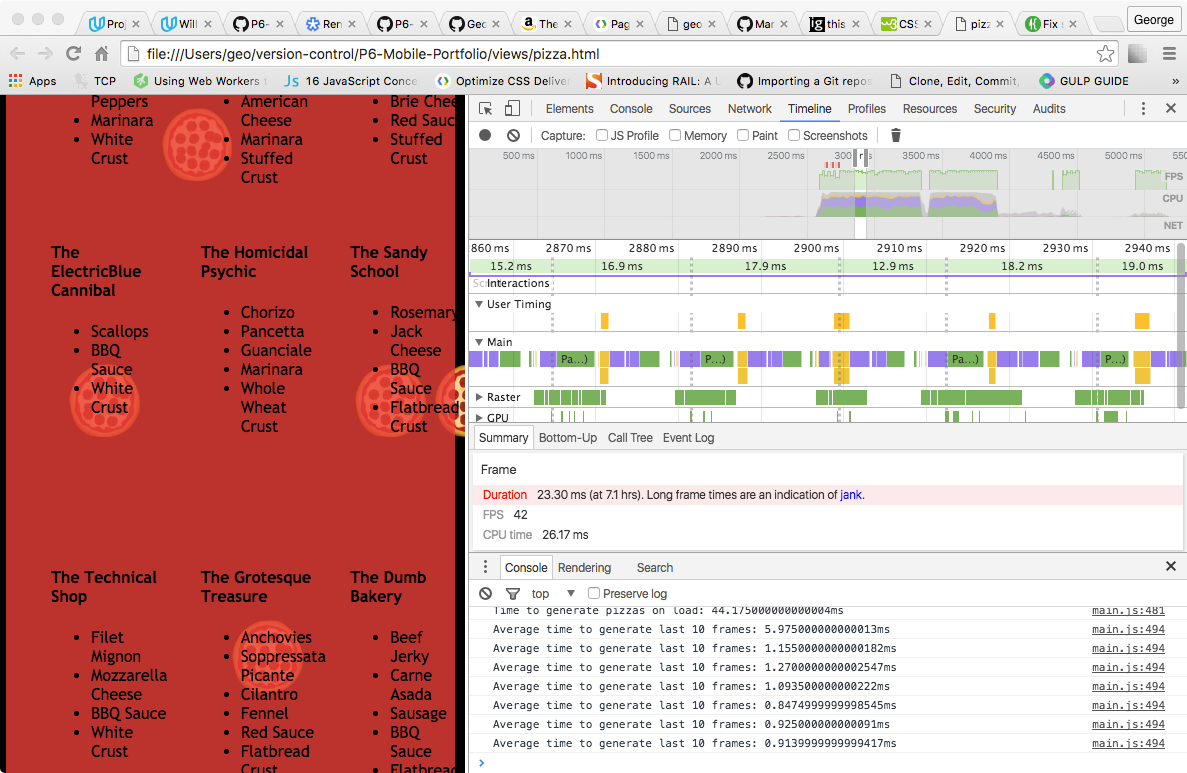 Proj
Wili
P6-
Ren
P6-
Geo
The
Pag
geo
Mar
this
CSS
pizz
Fix s
George
file:///Users/geo/version-control/P6-Mobile-Portfolio/views/pizza.html
Apps
TCP
Using Web Workers t
16 JavaScript Conce
Optimize CSS Deliver
Introducing RAIL: A U
Importing a Git repos
Clone, Edit, Commit,
GULP GUIDE
»
Peppers
Marinara
White
Crust
American
Cheese
Marinara
Stuffed
Crust
Brie Chee
Red Sauc
Stuffed
Crust
The
ElectricBlue
Cannibal
Scallops
BBQ
Sauce
White
Crust
The Homicidal
Psychic
Chorizo
Pancetta
Guanciale
Marinara
Whole
Wheat
Crust
The Sandy
School
Rosemary
Jack
Cheese
BBQ
Sauce
Flatbread
Crust
The Technical
Shop
Filet
Mignon
Mozzarella
Cheese
BBQ Sauce
White
Crust
The Grotesque
Treasure
Anchovies
Soppressata
Picante
Cilantro
Fennel
Red Sauce
Flatbread
Crust
The Dumb
Bakery
Beef
Jerky
Carne
Asada
Sausage
BBQ
Sauce
Flatbread
Elements Console Sources Network Timeline Profiles Resources Security Audits
Capture: JS Profile Memory Paint Screenshots
500 ms 1000 ms 1500 ms 2000 ms 2500 ms 3500 ms 4000 ms 4500 ms 5000 ms
FPS
CPU
NET
860 ms 2870 ms 2880 ms 2890 ms 2900 ms 2910 ms 2920 ms 2930 ms 2940 ms
15.2 ms 16.9 ms 17.9 ms 12.9 ms 18.2 ms 19.0 ms
Interactions
User Timing
Main
Pa...) P...) Pa...) P...)
Raster
GPU
Summary Bottom-Up Call Tree Event Log
Frame
Duration 23.30 ms (at 7.1 hrs). Long frame times are an indication of jank.
FPS 42
CPU time 26.17 ms
Console Rendering Search
top Preserve log
Time to generate pizzas on load: 44.175000000000004ms main.js:481
Average time to generate last 10 frames: 5.975000000000013ms main.js:494
Average time to generate last 10 frames: 1.1550000000000182ms main.js:494
Average time to generate last 10 frames: 1.2700000000002547ms main.js:494
Average time to generate last 10 frames: 1.093500000000222ms main.js:494
Average time to generate last 10 frames: 0.8474999999998545ms main.js:494
Average time to generate last 10 frames: 0.925000000000091ms main.js:494
Average time to generate last 10 frames: 0.9139999999999417ms main.js:494